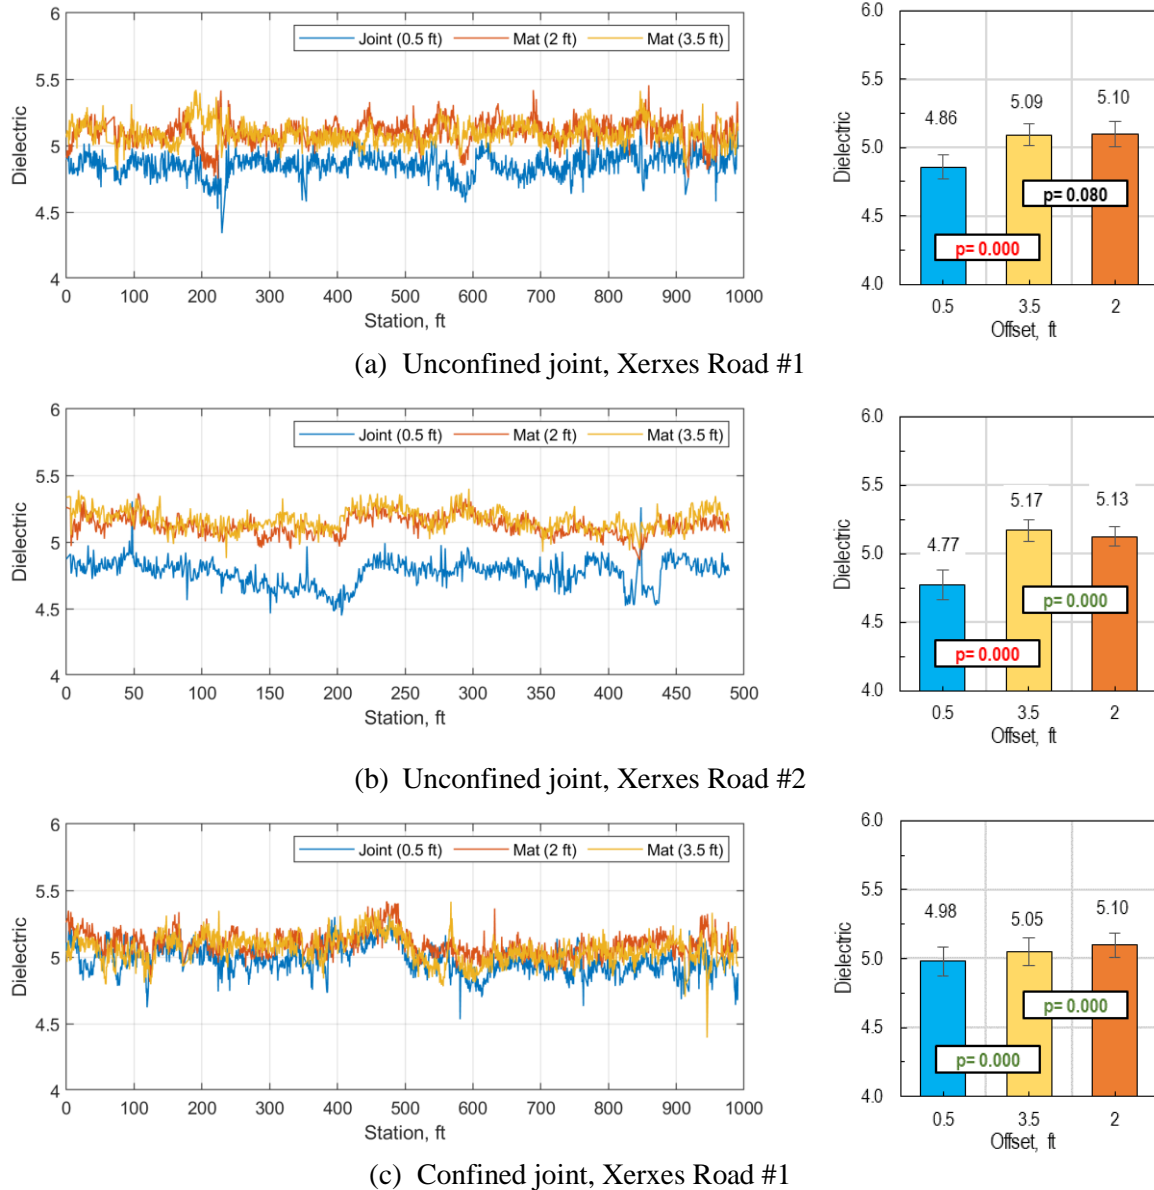 6
5.5
5
4.5
4
Dielectric
Joint (0.5 ft) Mat (2 ft) Mat (3.5 ft)
0 100 200 300 400 500 600 700 800 900 1000
Station, ft
6.0
5.0
4.0
Dielectric
4.86
5.09
5.10
p= 0.080
p= 0.000
0.5 3.5 2
Offset, ft
(a) Unconfined joint, Xerxes Road #1
6
5.5
5
4.5
4
Dielectric
Joint (0.5 ft) Mat (2 ft) Mat (3.5 ft)
0 50 200 100 150 200 300 350 400 450 500
Station, ft
6.0
5.5
5.0
4.5
4.0
Dielectric
4.77
5.17
5.13
p= 0.000
p= 0.000
0.5 3.5 2
Offset, ft
(b) Unconfined joint, Xerxes Road #2
6
5.5
5
4.5
4
Dielectric
Joint (0.5 ft) Mat (2 ft) Mat (3.5 ft)
0 100 200 300 400 500 600 700 800 900 1000
Station, ft
6.0
5.5
5.0
4.5
4.0
Dielectric
4.98
5.05
5.10
p= 0.000
p= 0.000
0.5 3.5 2
Offset, ft
(c) Confined joint, Xerxes Road #1